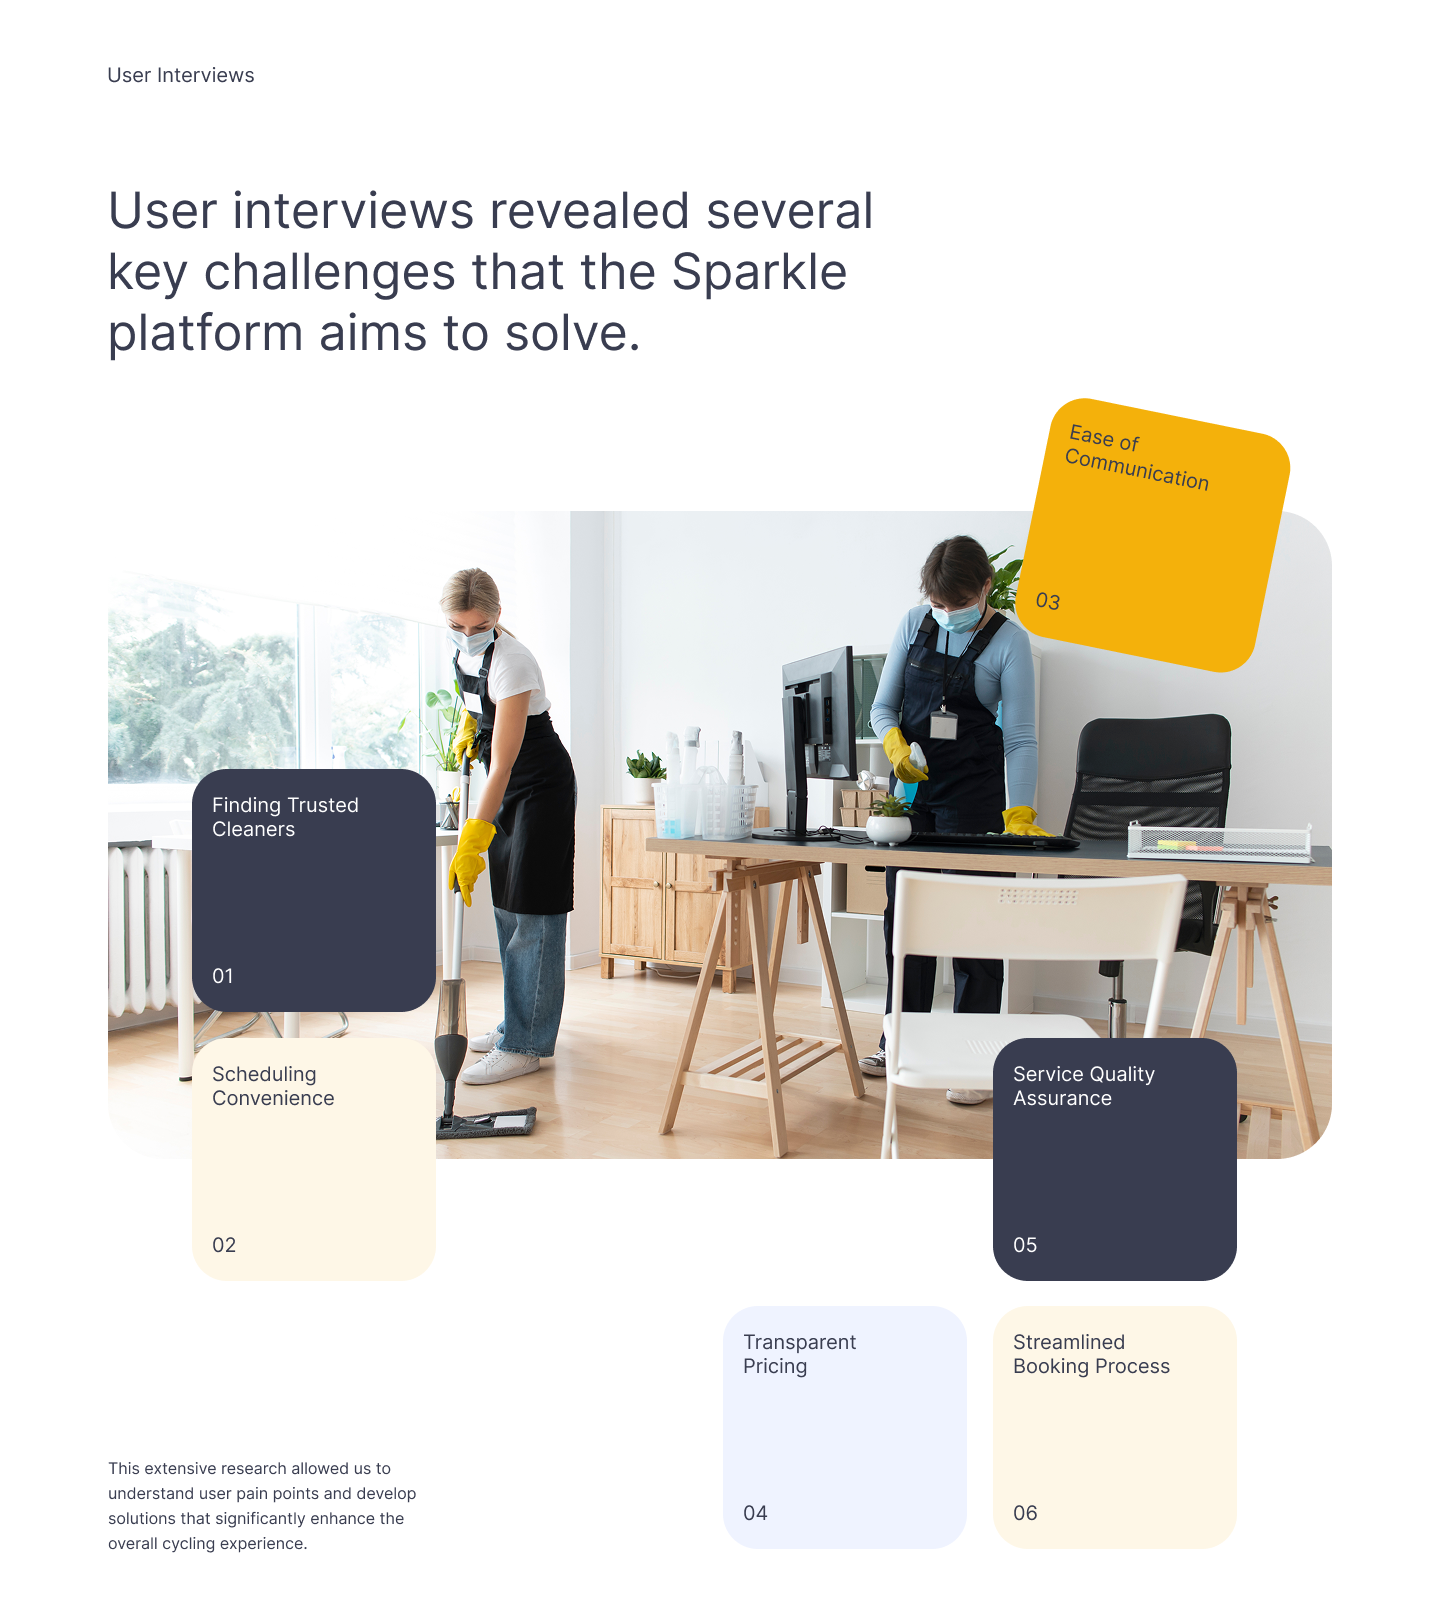 User Interviews
User interviews revealed several
key challenges that the Sparkle
platform aims to solve.
Ease of
Communication
03
Finding Trusted
Cleaners
01
Scheduling
Convenience
02
Service Quality
Assurance
05
Transparent
Pricing
04
Streamlined
Booking Process
06
This extensive research allowed us to
understand user pain points and develop
solutions that significantly enhance the
overall cycling experience.